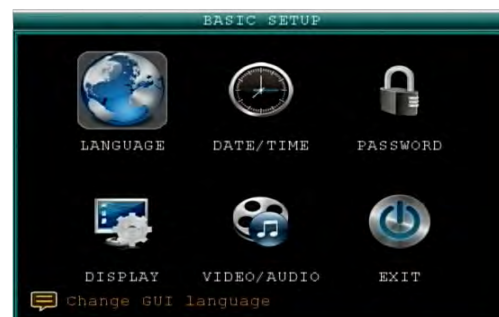 BASIC SETUP
LANGUAGE DATE/TIME PASSWORD
DISPLAY VIDEO/AUDIO EXIT
Change GUI language